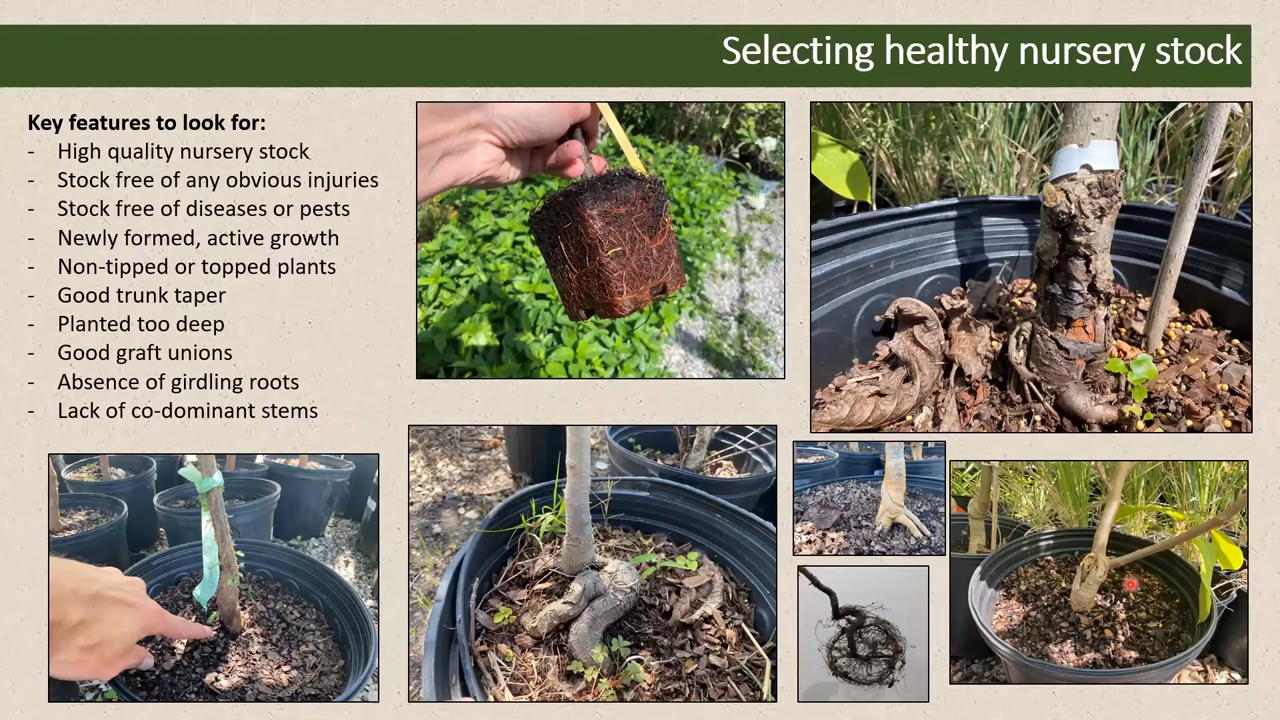 Selecting healthy nursery stock
Key features to look for:
- High quality nursery stock
- Stock free of any obvious injuries
- Stock free of diseases or pests
- Newly formed, active growth
- Non-tipped or topped plants
- Good trunk taper
- Planted too deep
- Good graft unions
- Absence of girdling roots
- Lack of co-dominant stems